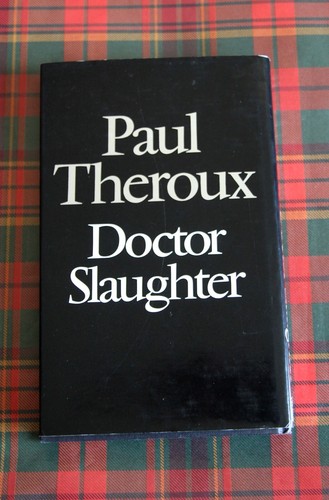 Paul
Theroux
Doctor
Slaughter